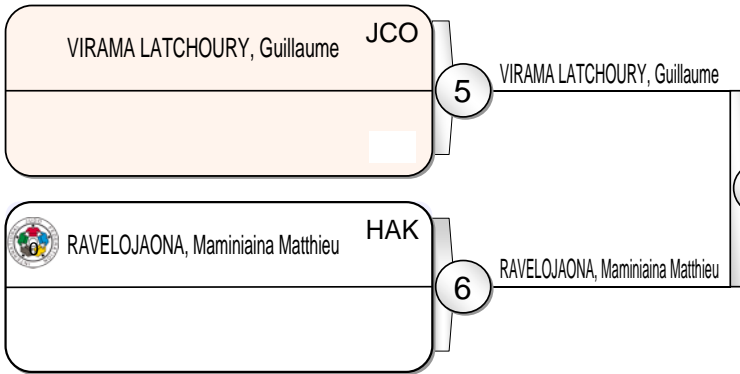 VIRAMA LATCHOURY, Guillaume JCO
5
VIRAMA LATCHOURY, Guillaume
RAVELOJAONA, Maminiaina Matthieu HAK
6
RAVELOJAONA, Maminiaina Matthieu